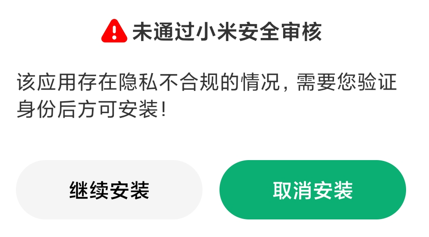 未通过小米安全审核
该应用存在隐私不合规的情况，需要您验证
身份后方可安装！
继续安装
取消安装